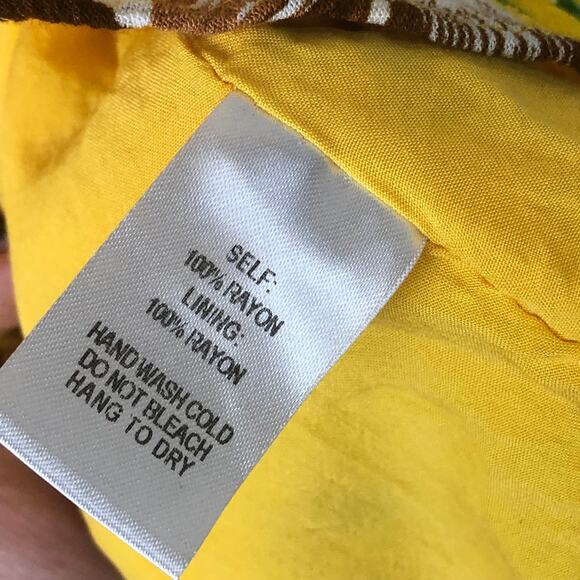 SELF:
100% RAYON
LINING:
100% RAYON
HAND WASH COLD
DO NOT BLEACH
HANG TO DRY